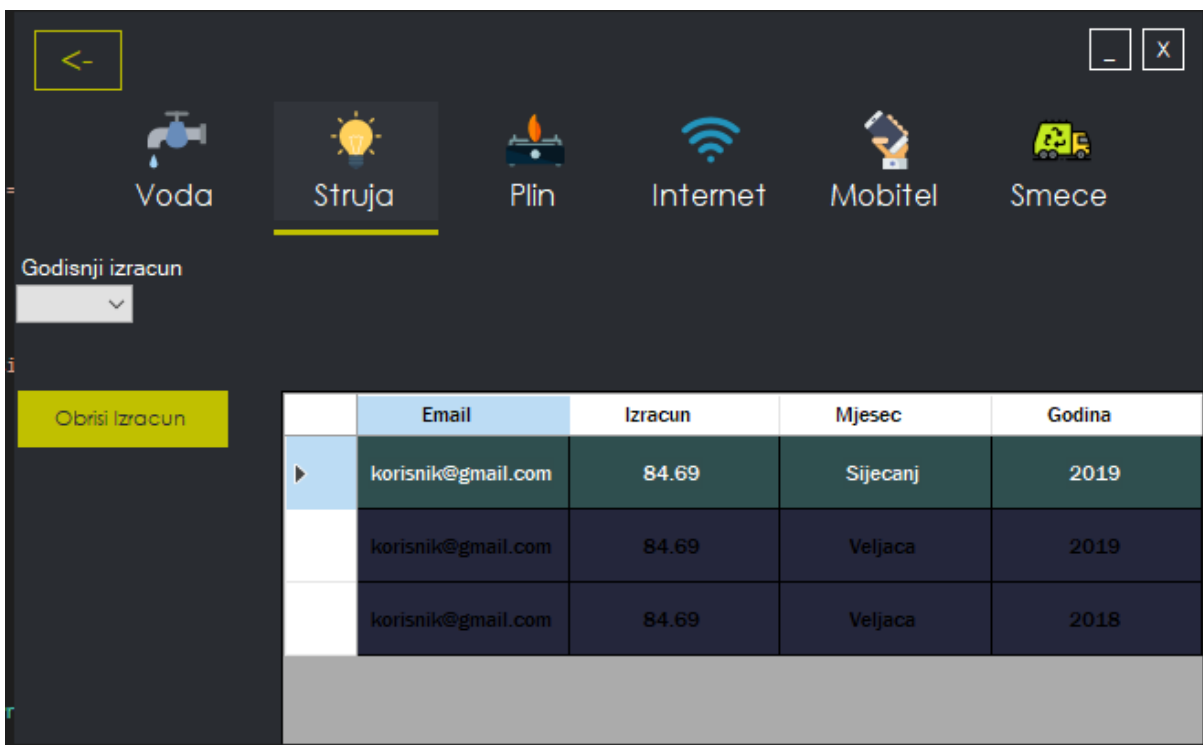 <-
_ X
Voda Struja Plin Internet Mobitel Smece
Godisnji izracun
Obrisi Izracun
Email Izracun Mjesec Godina
korisnik@gmail.com 84.69 Sijecanj 2019
korisnik@gmail.com 84.69 Veljaca 2019
korisnik@gmail.com 84.69 Veljaca 2018